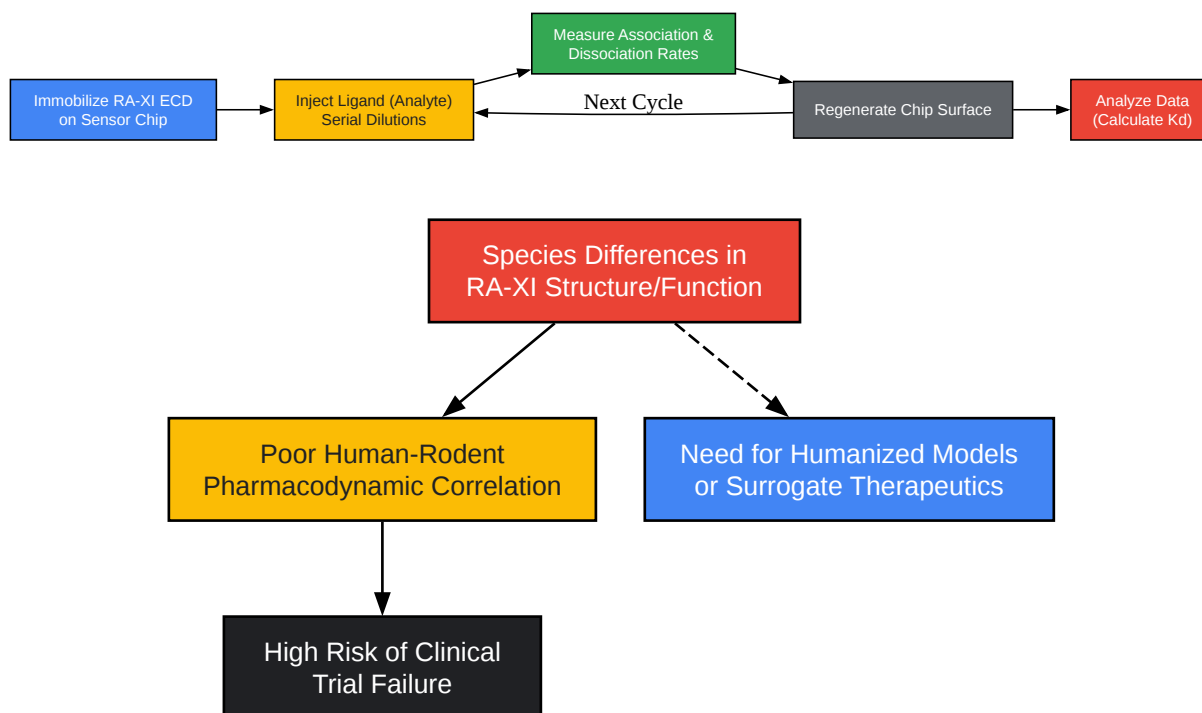 Measure Association &
Dissociation Rates
Immobilize RA-XI ECD
on Sensor Chip
Inject Ligand (Analyte)
Serial Dilutions
Next Cycle
Regenerate Chip Surface
Analyze Data
(Calculate Kd)
Species Differences in
RA-XI Structure/Function
Poor Human-Rodent
Pharmacodynamic Correlation
Need for Humanized Models
or Surrogate Therapeutics
High Risk of Clinical
Trial Failure